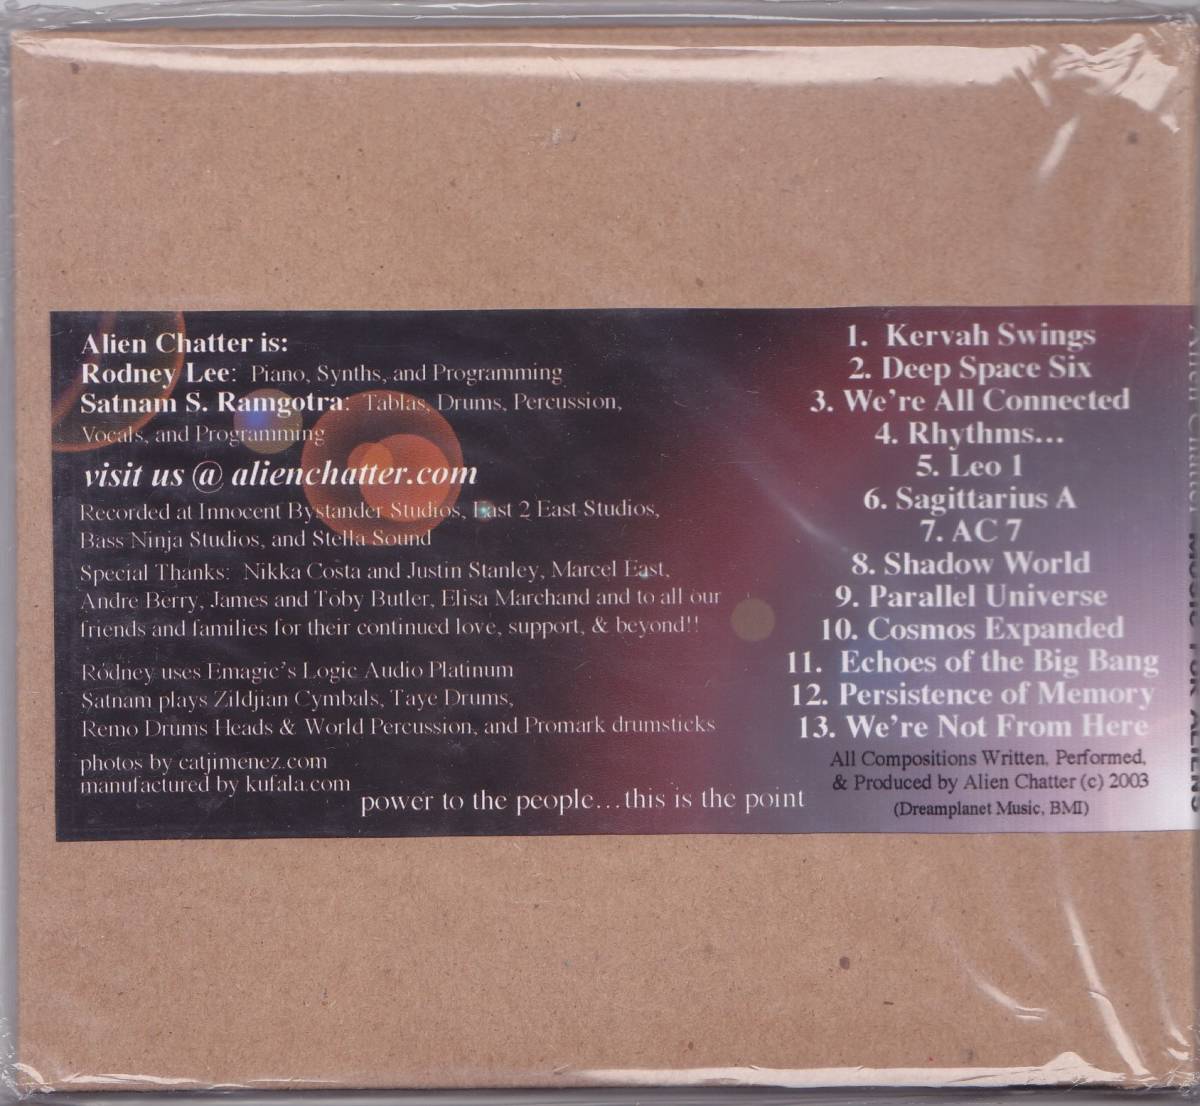 Alien Chatter is:
Rodney Lee: Piano, Synths, and Programming
Satnam S. Ramgotra: Tablas, Drums, Percussion,
Vocals, and Programming
visit us @ alienchatter.com
Recorded at Innocent Bystander Studios, East 2 East Studios,
Bass Ninja Studios, and Stella Sound
Special Thanks: Nikka Costa and Justin Stanley, Marcel East,
Andre Berry, James and Toby Butler, Elisa Marchand and to all our
friends and families for their continued love, support, & beyond!!
Rodney uses Emagic's Logic Audio Platinum
Satnam plays Zildjian Cymbals, Taye Drums,
Remo Drums Heads & World Percussion, and Promark drumsticks
photos by catjimenez.com
manufactured by kufala.com
power to the people...this is the point
1. Kervah Swings
2. Deep Space Six
3. We're All Connected
4. Rhythms...
5. Leo 1
6. Sagittarius A
7. AC 7
8. Shadow World
9. Parallel Universe
10. Cosmos Expanded
11. Echoes of the Big Bang
12. Persistence of Memory
13. We're Not From Here
All Compositions Written, Performed,
& Produced by Alien Chatter (c) 2003
(Dreamplanet Music, BMI)
Alien Chatter MUSIC FOR ALIENS